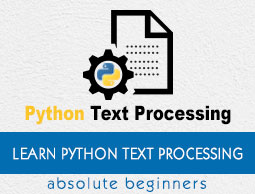 Python Text Processing
LEARN PYTHON TEXT PROCESSING
absolute beginners